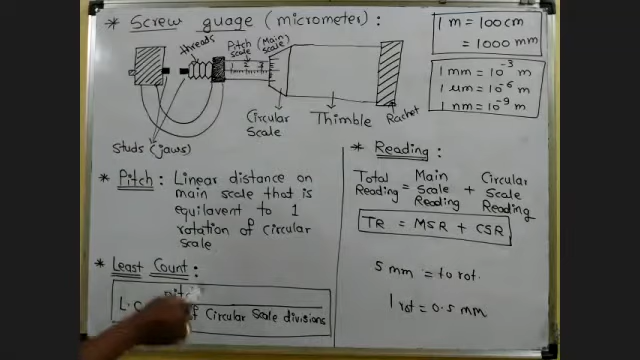 * Screw guage (micrometer) :
threads
Pitch (Main
scale scale)
Circular
Scale
Thimble
Rachet
Studs (jaws)
1 m = 100 cm
= 1000 mm
1 mm = 10⁻³ m
1 μm = 10⁻⁶ m
1 nm = 10⁻⁹ m
* Pitch : Linear distance on
main scale that is
equilavent to 1
rotation of circular
scale
* Least Count :
L.C
of Circular Scale divisions
* Reading :
Total Reading = Main Scale Reading + Circular Scale Reading
TR = MSR + CSR
5 mm = 10 rot.
1 rot = 0.5 mm